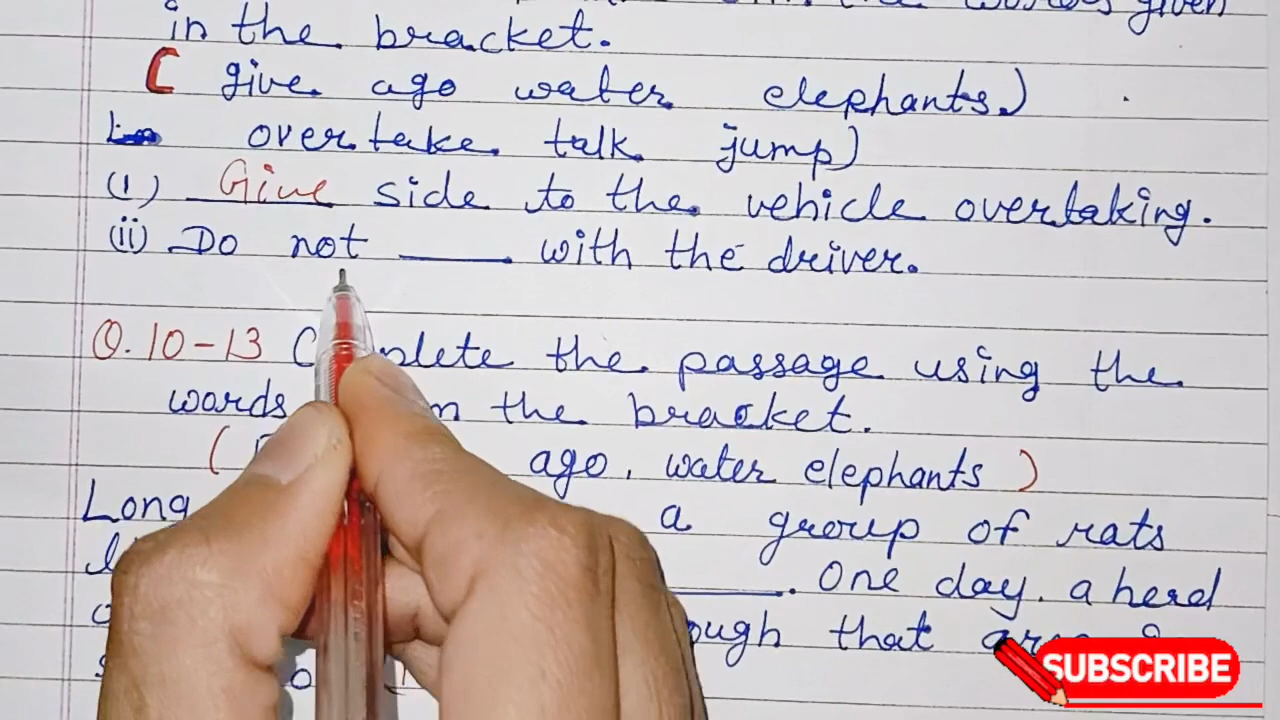 given
in the bracket.
( give ago water elephants.)
overtake talk jump)
(i) Give side to the vehicle overtaking.
(ii) Do not ____ with the driver.
Q.10-13 Complete the passage using the
words the bracket.
( ago, water elephants )
Long a group of rats
____. One day. a herd
that
SUBSCRIBE